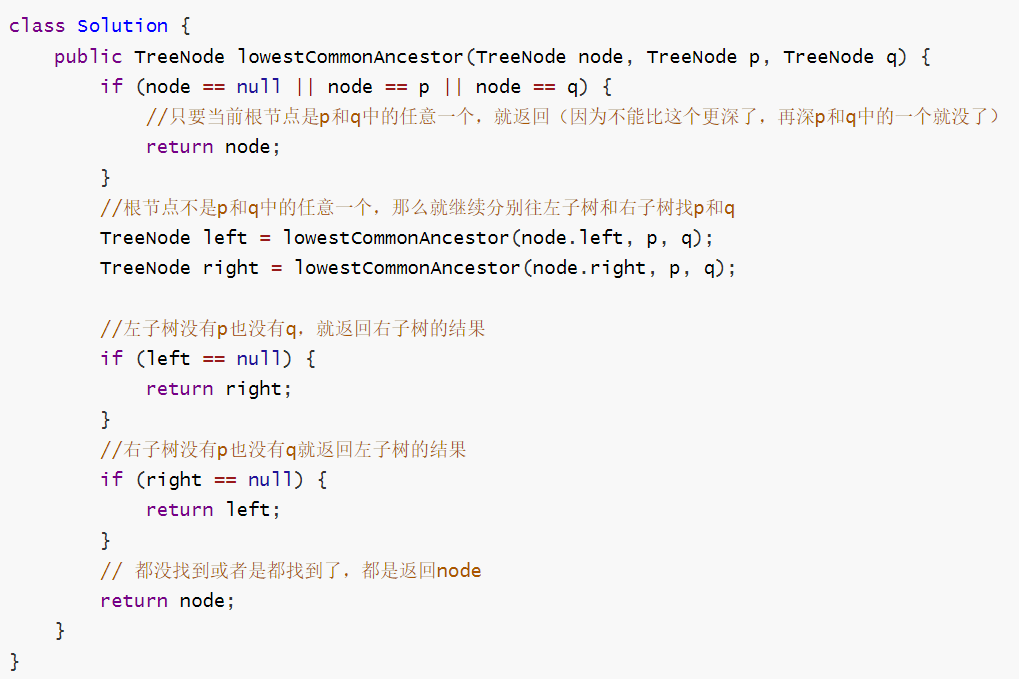 class Solution {
    public TreeNode lowestCommonAncestor(TreeNode node, TreeNode p, TreeNode q) {
        if (node == null || node == p || node == q) {
            //只要当前根节点是p和q中的任意一个，就返回（因为不能比这个更深了，再深p和q中的一个就没了）
            return node;
        }
        //根节点不是p和q中的任意一个，那么就继续分别往左子树和右子树找p和q
        TreeNode left = lowestCommonAncestor(node.left, p, q);
        TreeNode right = lowestCommonAncestor(node.right, p, q);

        //左子树没有p也没有q，就返回右子树的结果
        if (left == null) {
            return right;
        }
        //右子树没有p也没有q就返回左子树的结果
        if (right == null) {
            return left;
        }
        // 都没找到或者是都找到了，都是返回node
        return node;
    }
}